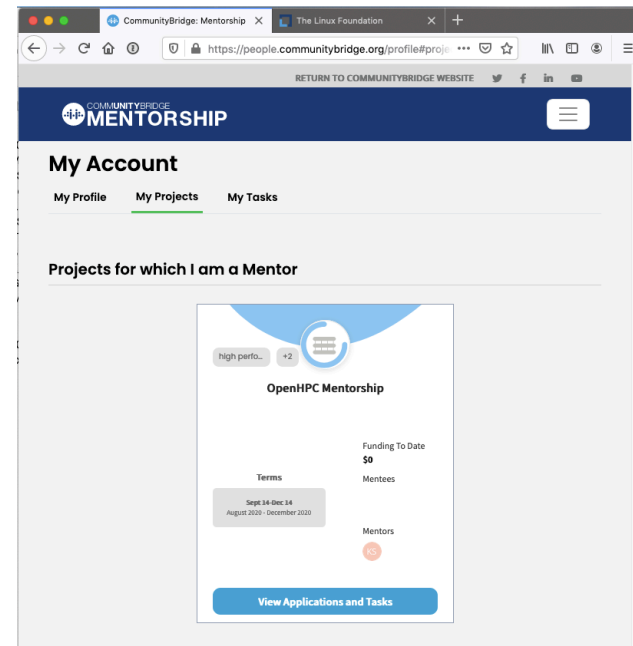 CommunityBridge: Mentorship
The Linux Foundation
https://people.communitybridge.org/profile#proje
RETURN TO COMMUNITYBRIDGE WEBSITE
COMMUNITYBRIDGE
MENTORSHIP
My Account
My Profile My Projects My Tasks
Projects for which I am a Mentor
high perfo... +2
OpenHPC Mentorship
Funding To Date
$0
Terms Mentees
Sept 14-Dec 14
August 2020 - December 2020
Mentors
KS
View Applications and Tasks